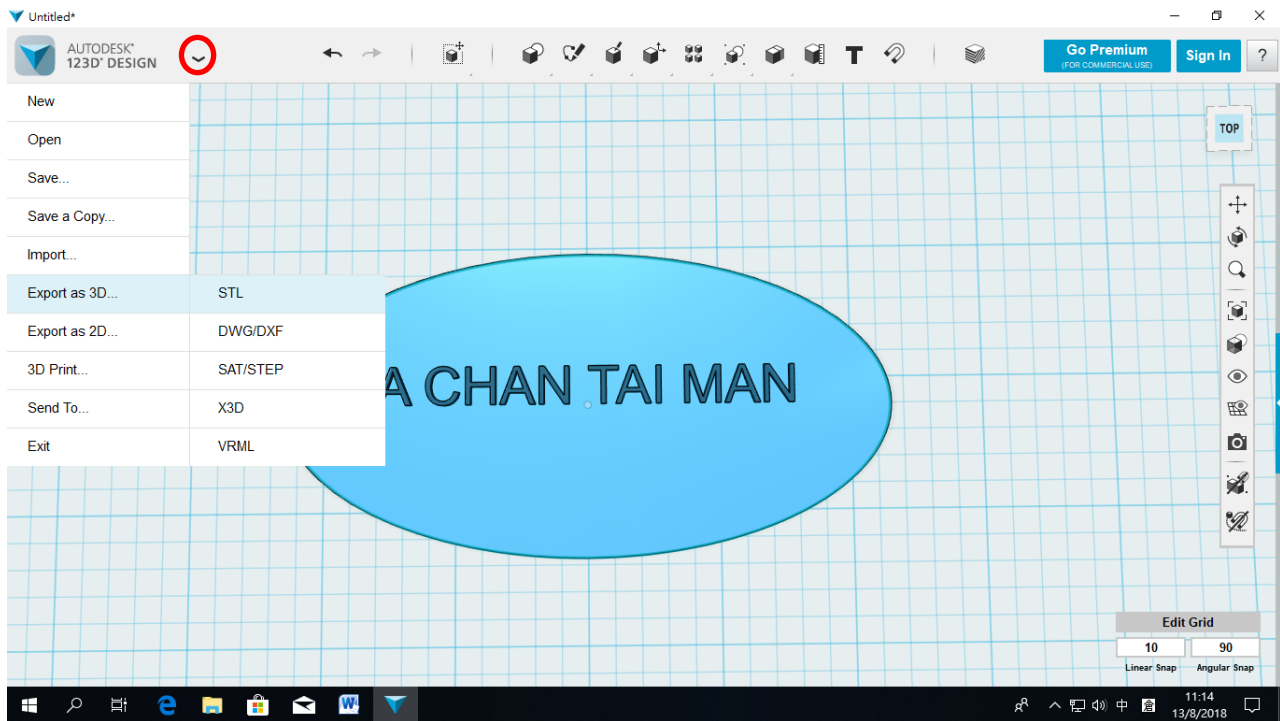 Untitled*
AUTODESK®
123D® DESIGN
Go Premium
(FOR COMMERCIAL USE)
Sign In
?
New
Open
Save...
Save a Copy...
Import...
Export as 3D...
STL
Export as 2D...
DWG/DXF
3D Print...
SAT/STEP
Send To...
X3D
Exit
VRML
TOP
A CHAN TAI MAN
Edit Grid
10
90
Linear Snap
Angular Snap
中
倉
11:14
13/8/2018